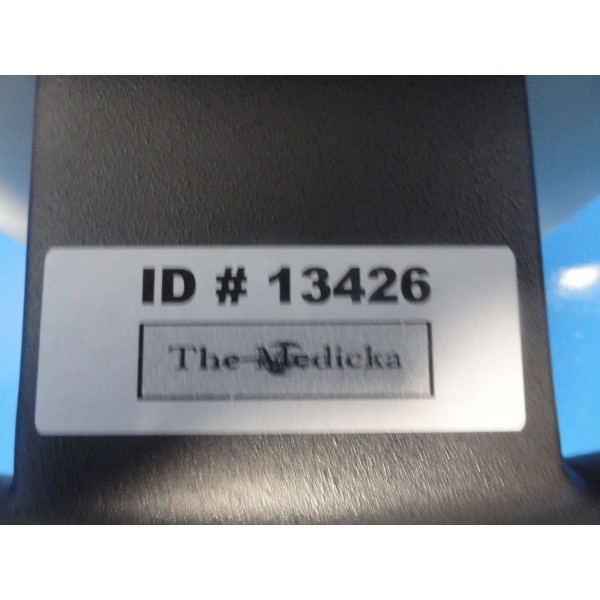 ID # 13426
The Medicka